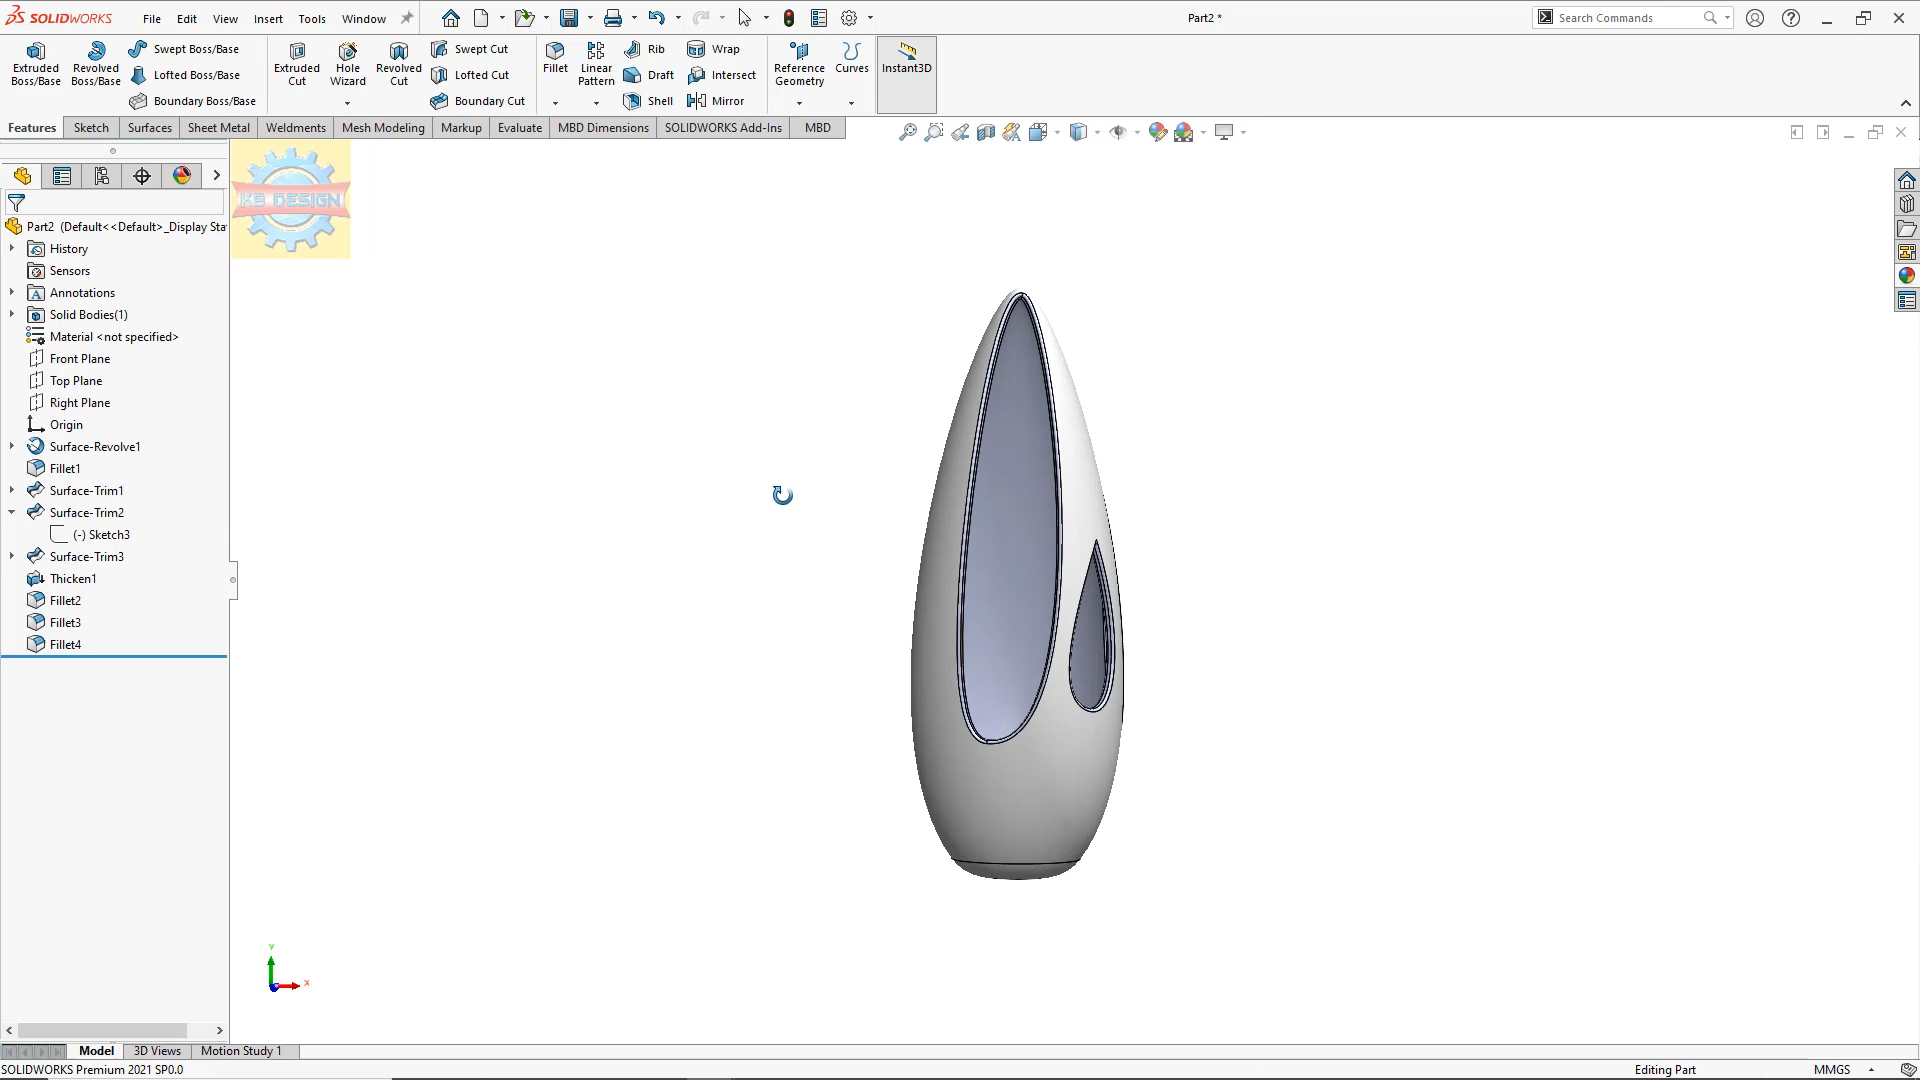 SOLIDWORKS
File Edit View Insert Tools Window
Part2 *
Search Commands
Extruded Boss/Base
Revolved Boss/Base
Swept Boss/Base
Lofted Boss/Base
Boundary Boss/Base
Extruded Cut
Hole Wizard
Revolved Cut
Swept Cut
Lofted Cut
Boundary Cut
Fillet
Linear Pattern
Rib
Draft
Shell
Wrap
Intersect
Mirror
Reference Geometry
Curves
Instant3D
Features Sketch Surfaces Sheet Metal Weldments Mesh Modeling Markup Evaluate MBD Dimensions SOLIDWORKS Add-Ins MBD
KS DESIGN
Part2 (Default<<Default>_Display Sta
History
Sensors
Annotations
Solid Bodies(1)
Material <not specified>
Front Plane
Top Plane
Right Plane
Origin
Surface-Revolve1
Fillet1
Surface-Trim1
Surface-Trim2
(-) Sketch3
Surface-Trim3
Thicken1
Fillet2
Fillet3
Fillet4
Y
X
Model 3D Views Motion Study 1
SOLIDWORKS Premium 2021 SP0.0
Editing Part
MMGS